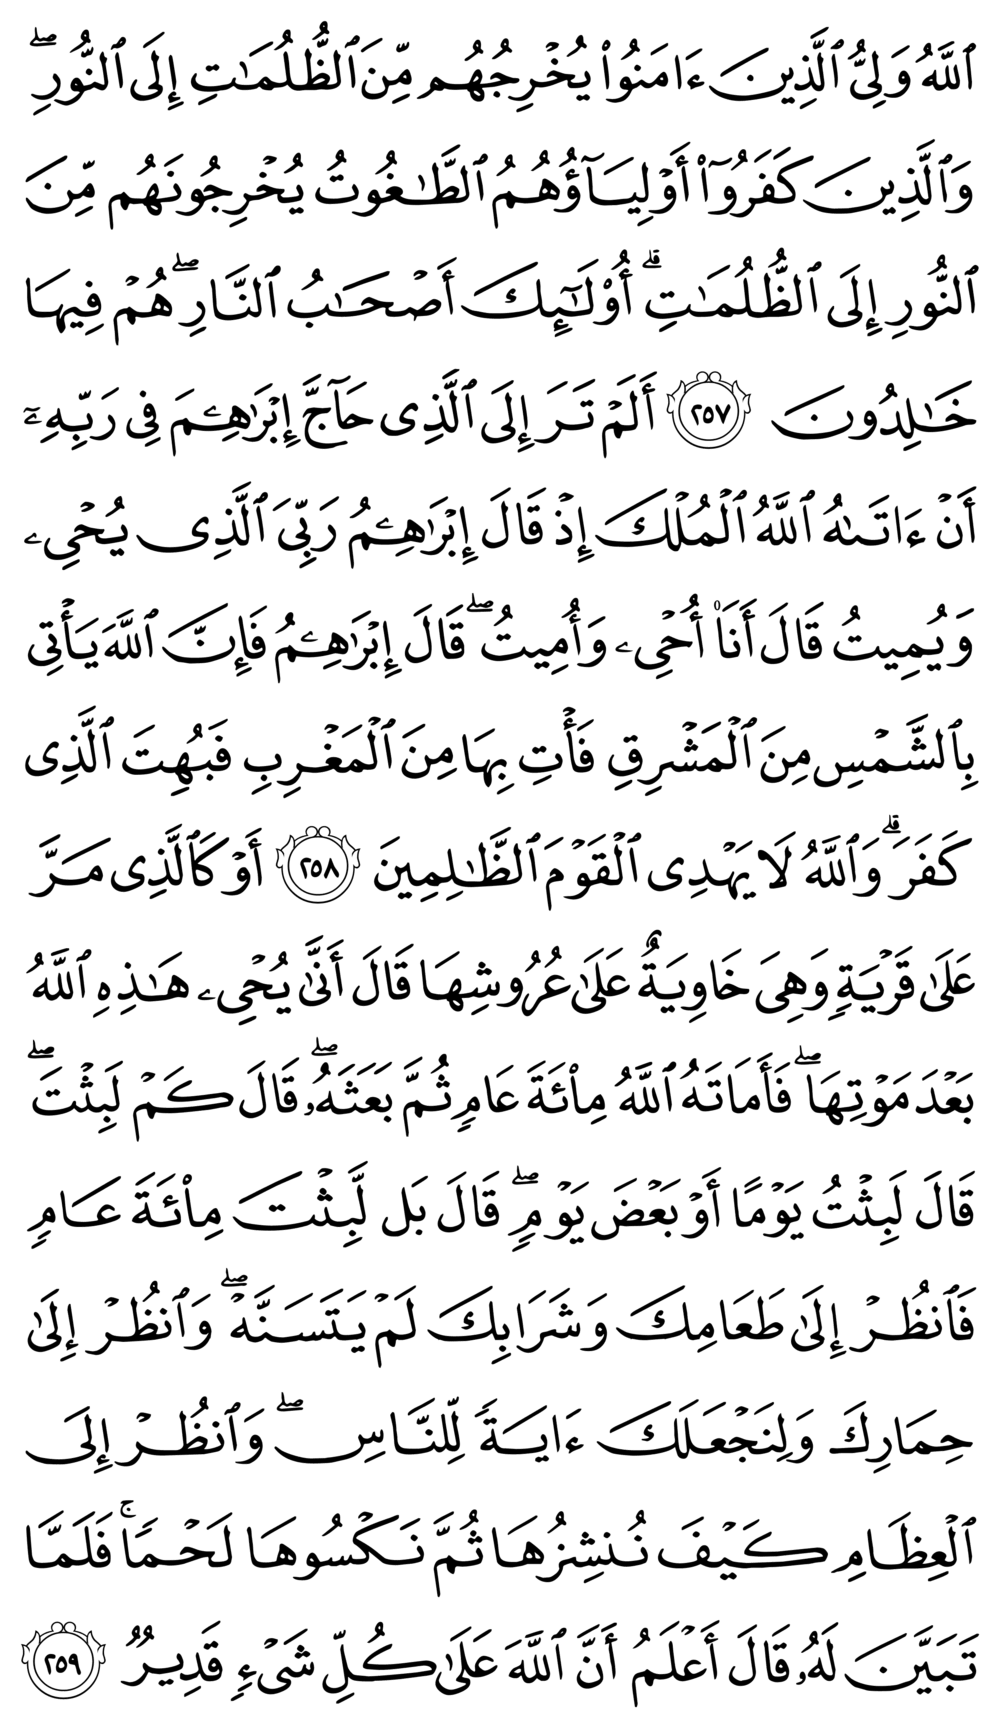 ٱللَّهُ وَلِىُّ ٱلَّذِينَ ءَامَنُوا۟ يُخْرِجُهُم مِّنَ ٱلظُّلُمَـٰتِ إِلَى ٱلنُّورِ ۖ
وَٱلَّذِينَ كَفَرُوٓا۟ أَوْلِيَآؤُهُمُ ٱلطَّـٰغُوتُ يُخْرِجُونَهُم مِّنَ
ٱلنُّورِ إِلَى ٱلظُّلُمَـٰتِ ۗ أُو۟لَـٰٓئِكَ أَصْحَـٰبُ ٱلنَّارِ ۖ هُمْ فِيهَا
خَـٰلِدُونَ ٢٥٧ أَلَمْ تَرَ إِلَى ٱلَّذِى حَآجَّ إِبْرَٰهِـۧمَ فِى رَبِّهِۦٓ
أَنْ ءَاتَىٰهُ ٱللَّهُ ٱلْمُلْكَ إِذْ قَالَ إِبْرَٰهِـۧمُ رَبِّىَ ٱلَّذِى يُحْىِۦ
وَيُمِيتُ قَالَ أَنَا۠ أُحْىِۦ وَأُمِيتُ ۖ قَالَ إِبْرَٰهِـۧمُ فَإِنَّ ٱللَّهَ يَأْتِى
بِٱلشَّمْسِ مِنَ ٱلْمَشْرِقِ فَأْتِ بِهَا مِنَ ٱلْمَغْرِبِ فَبُهِتَ ٱلَّذِى
كَفَرَ ۗ وَٱللَّهُ لَا يَهْدِى ٱلْقَوْمَ ٱلظَّـٰلِمِينَ ٢٥٨ أَوْ كَٱلَّذِى مَرَّ
عَلَىٰ قَرْيَةٍ وَهِىَ خَاوِيَةٌ عَلَىٰ عُرُوشِهَا قَالَ أَنَّىٰ يُحْىِۦ هَـٰذِهِ ٱللَّهُ
بَعْدَ مَوْتِهَا ۖ فَأَمَاتَهُ ٱللَّهُ مِا۟ئَةَ عَامٍ ثُمَّ بَعَثَهُۥ ۖ قَالَ كَمْ لَبِثْتَ ۖ
قَالَ لَبِثْتُ يَوْمًا أَوْ بَعْضَ يَوْمٍ ۖ قَالَ بَل لَّبِثْتَ مِا۟ئَةَ عَامٍ
فَٱنظُرْ إِلَىٰ طَعَامِكَ وَشَرَابِكَ لَمْ يَتَسَنَّهْ ۖ وَٱنظُرْ إِلَىٰ
حِمَارِكَ وَلِنَجْعَلَكَ ءَايَةً لِّلنَّاسِ ۖ وَٱنظُرْ إِلَى
ٱلْعِظَامِ كَيْفَ نُنشِزُهَا ثُمَّ نَكْسُوهَا لَحْمًا ۚ فَلَمَّا
تَبَيَّنَ لَهُۥ قَالَ أَعْلَمُ أَنَّ ٱللَّهَ عَلَىٰ كُلِّ شَىْءٍ قَدِيرٌ ٢٥٩